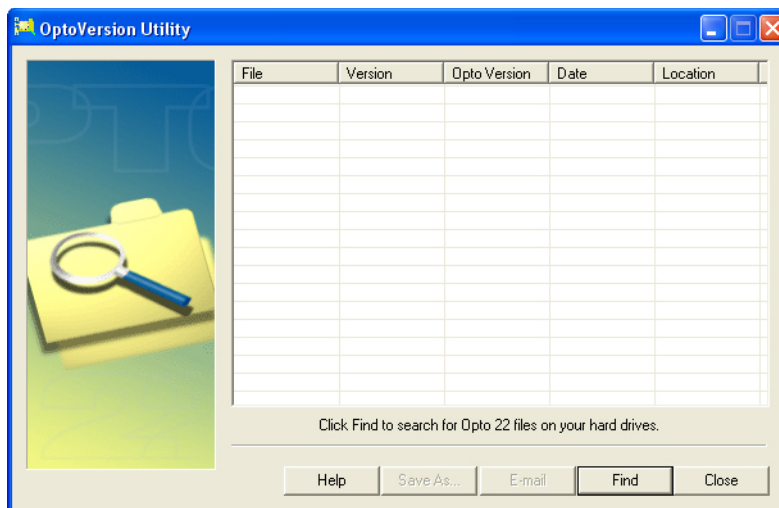 OptoVersion Utility
File Version Opto Version Date Location
Click Find to search for Opto 22 files on your hard drives.
Help Save As... E-mail Find Close